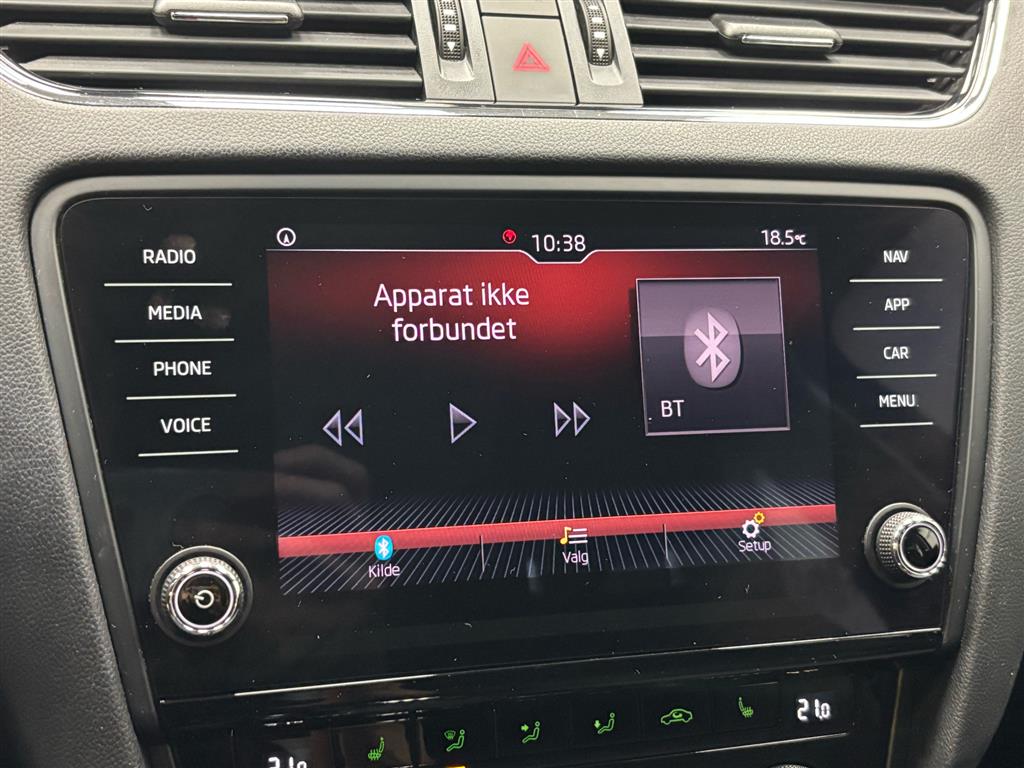 10:38
18.5°C
RADIO
MEDIA
PHONE
VOICE
Apparat ikke
forbundet
BT
NAV
APP
CAR
MENU
Kilde
Valg
Setup
21.0